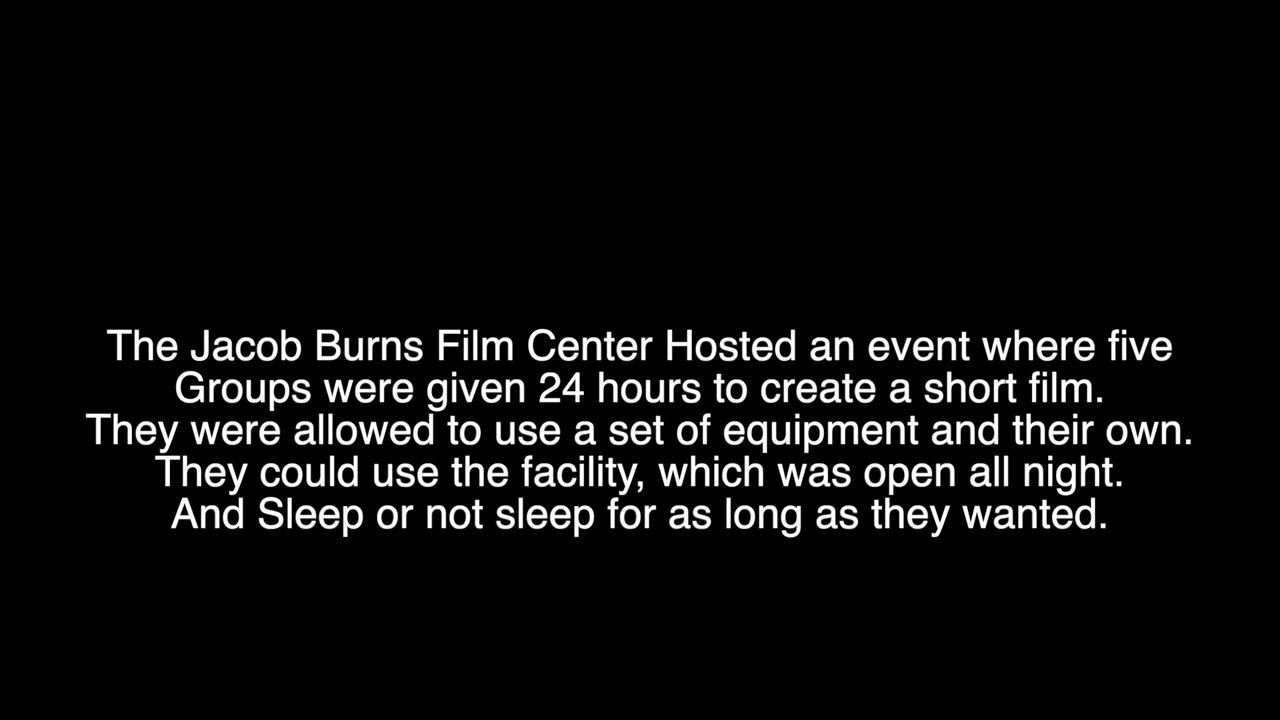 The Jacob Burns Film Center Hosted an event where five
Groups were given 24 hours to create a short film.
They were allowed to use a set of equipment and their own.
They could use the facility, which was open all night.
And Sleep or not sleep for as long as they wanted.